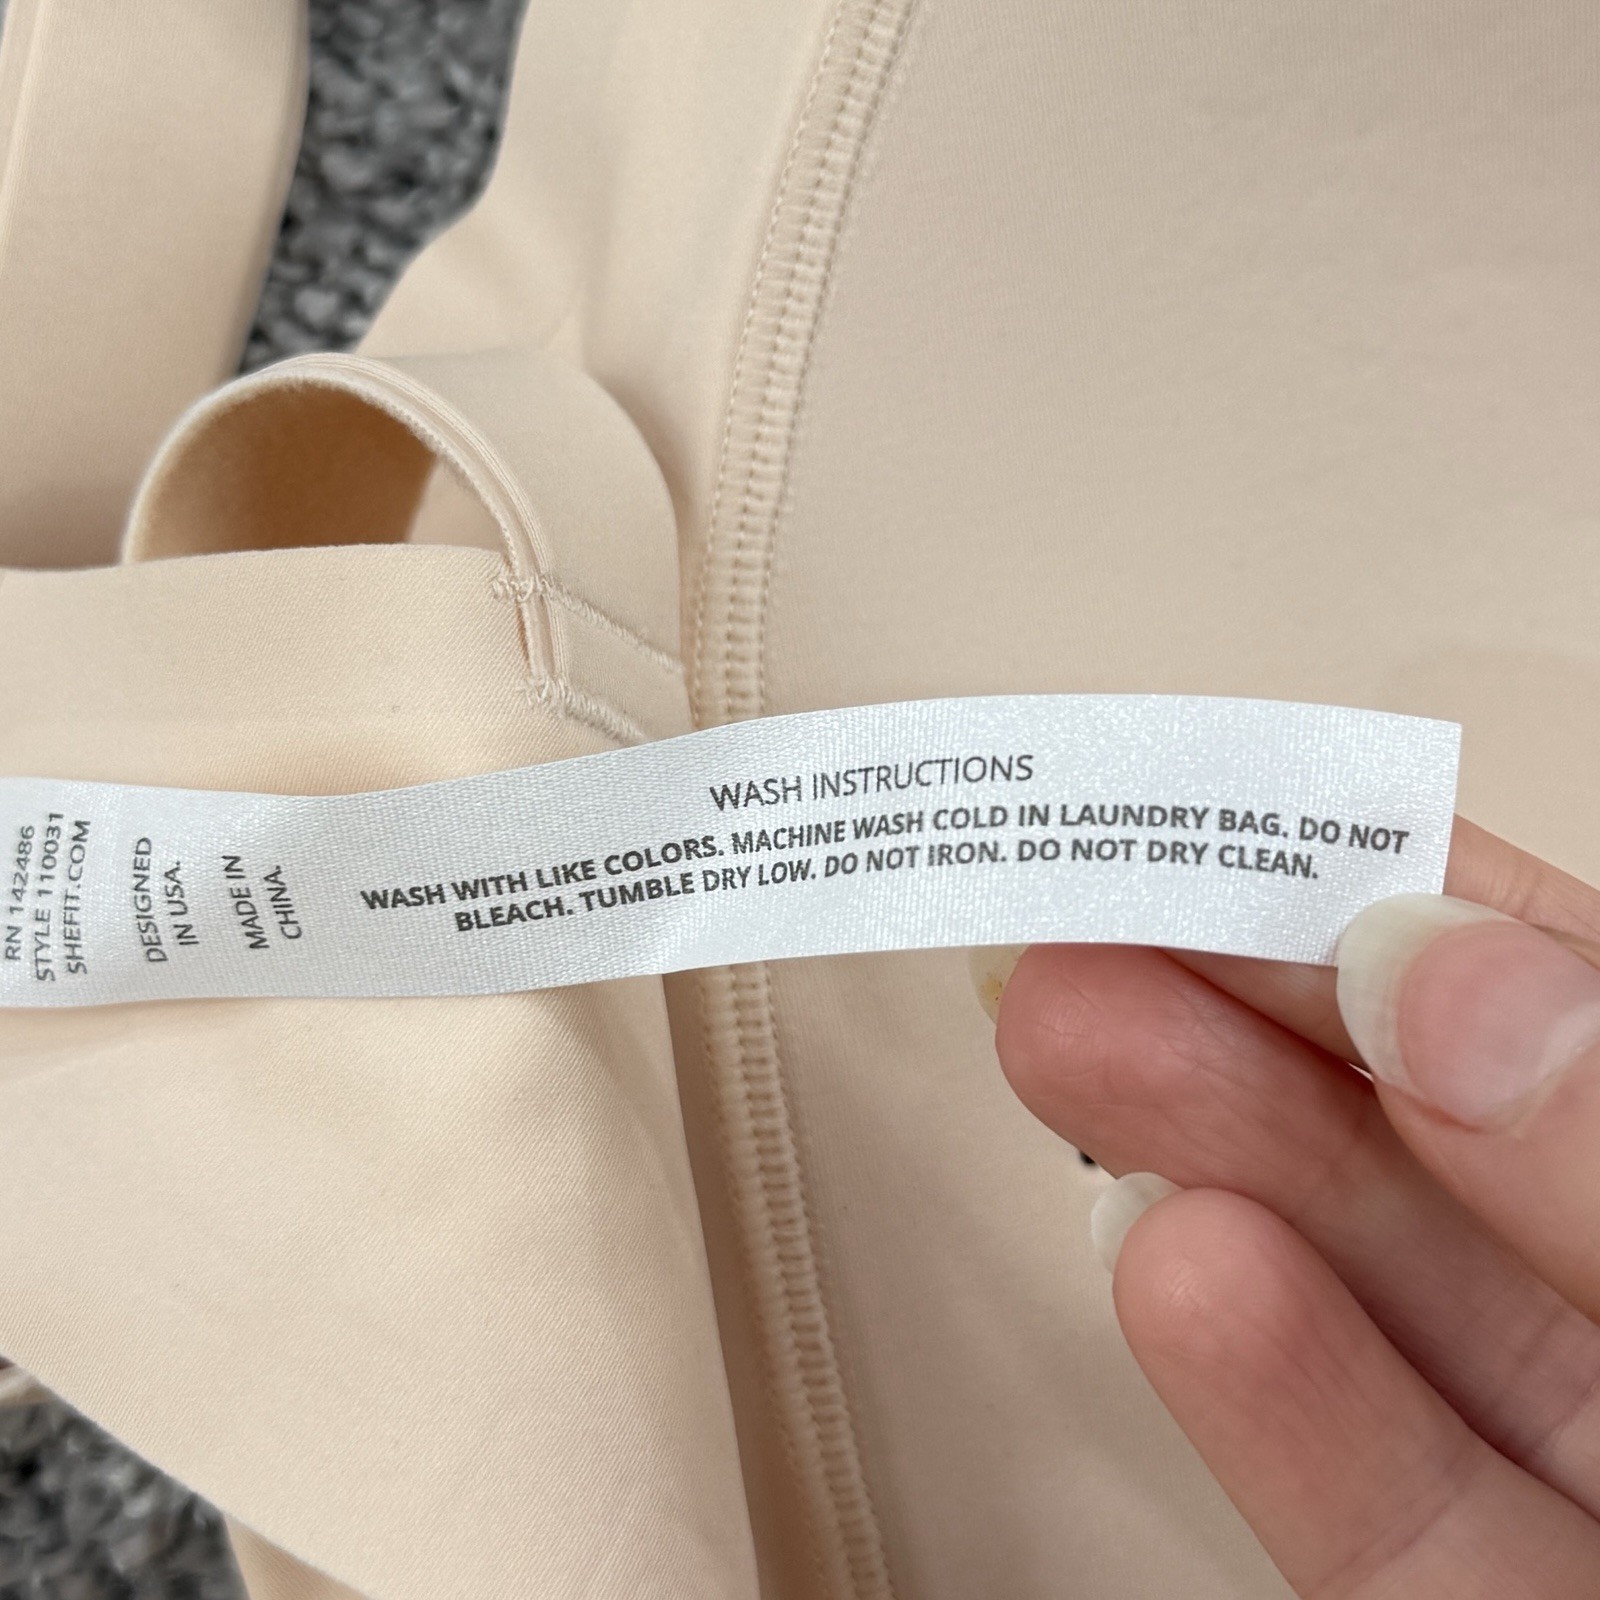 RN 142486
STYLE 110031
SHEFIT.COM
DESIGNED
IN USA.
MADE IN
CHINA.
WASH INSTRUCTIONS
WASH WITH LIKE COLORS. MACHINE WASH COLD IN LAUNDRY BAG. DO NOT
BLEACH. TUMBLE DRY LOW. DO NOT IRON. DO NOT DRY CLEAN.